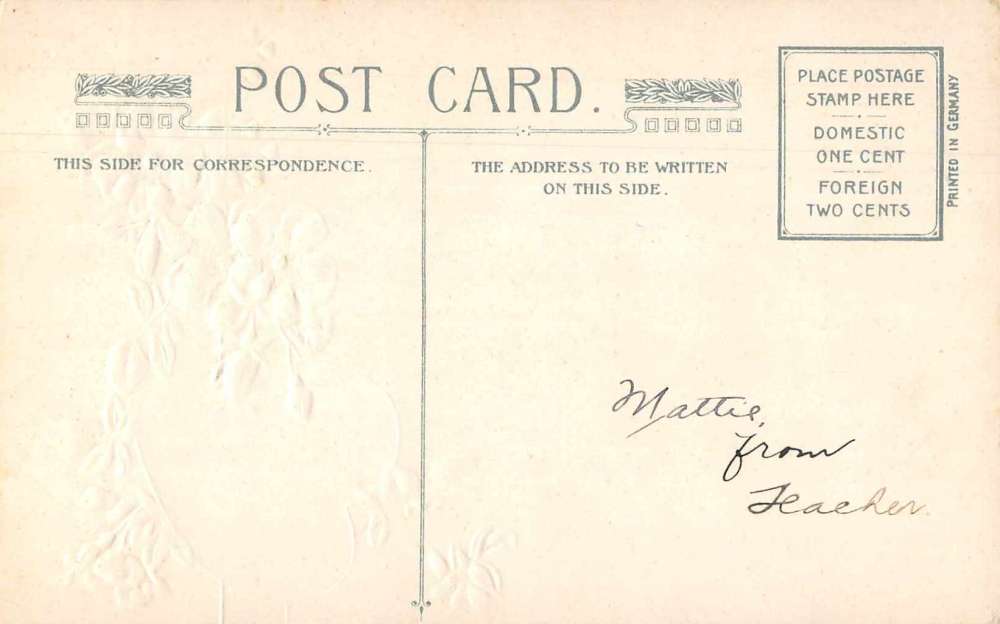 POST CARD.
THIS SIDE FOR CORRESPONDENCE.
THE ADDRESS TO BE WRITTEN
ON THIS SIDE.
PLACE POSTAGE
STAMP HERE
DOMESTIC
ONE CENT
FOREIGN
TWO CENTS
PRINTED IN GERMANY
Mattie,
from
Teacher.